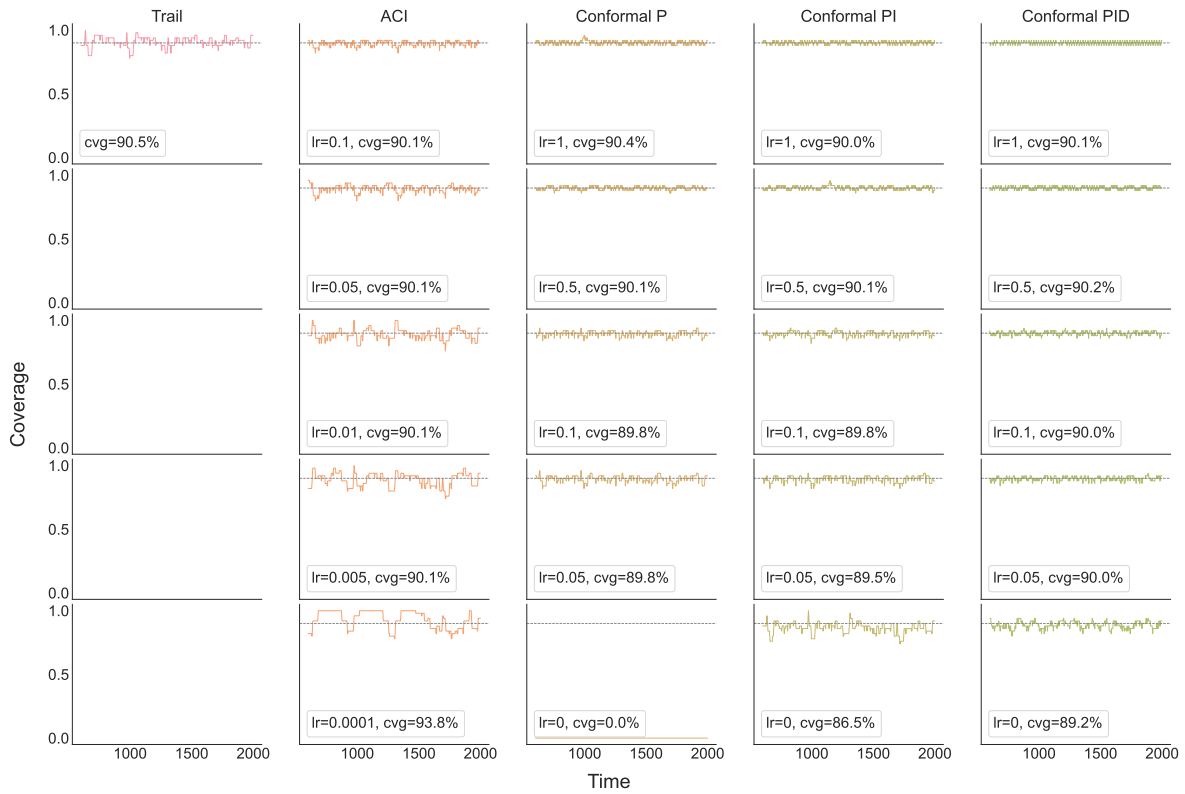 Trail ACI Conformal P Conformal PI Conformal PID
1.0
0.5
0.0
cvg=90.5% lr=0.1, cvg=90.1% lr=1, cvg=90.4% lr=1, cvg=90.0% lr=1, cvg=90.1%
1.0
0.5
0.0
lr=0.05, cvg=90.1% lr=0.5, cvg=90.1% lr=0.5, cvg=90.1% lr=0.5, cvg=90.2%
1.0
0.5
0.0
lr=0.01, cvg=90.1% lr=0.1, cvg=89.8% lr=0.1, cvg=89.8% lr=0.1, cvg=90.0%
Coverage
1.0
0.5
0.0
lr=0.005, cvg=90.1% lr=0.05, cvg=89.8% lr=0.05, cvg=89.5% lr=0.05, cvg=90.0%
1.0
0.5
0.0
lr=0.0001, cvg=93.8% lr=0, cvg=0.0% lr=0, cvg=86.5% lr=0, cvg=89.2%
1000 1500 2000 1000 1500 2000 1000 1500 2000 1000 1500 2000 1000 1500 2000
Time